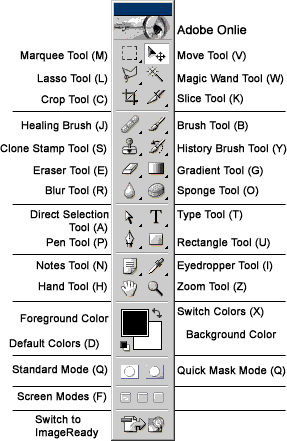 Adobe Onlie
Marquee Tool (M)
Move Tool (V)
Lasso Tool (L)
Magic Wand Tool (W)
Crop Tool (C)
Slice Tool (K)
Healing Brush (J)
Brush Tool (B)
Clone Stamp Tool (S)
History Brush Tool (Y)
Eraser Tool (E)
Gradient Tool (G)
Blur Tool (R)
Sponge Tool (O)
Direct Selection
Tool (A)
T
Type Tool (T)
Pen Tool (P)
Rectangle Tool (U)
Notes Tool (N)
Eyedropper Tool (I)
Hand Tool (H)
Zoom Tool (Z)
Foreground Color
Switch Colors (X)
Background Color
Default Colors (D)
Standard Mode (Q)
Quick Mask Mode (Q)
Screen Modes (F)
Switch to
ImageReady